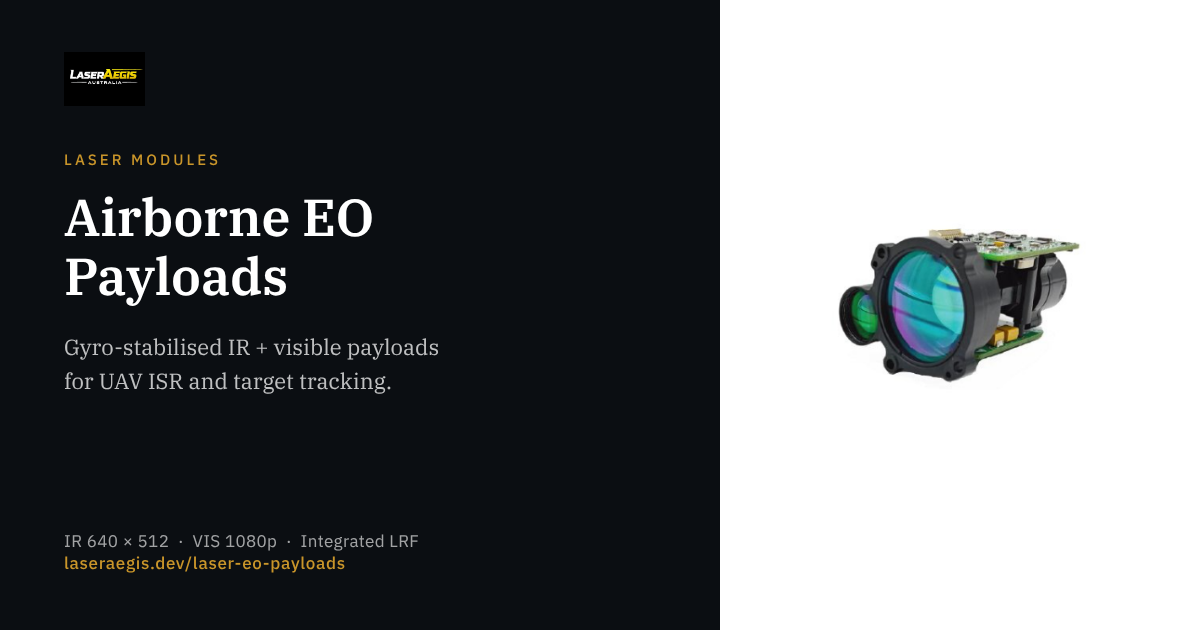 LASERAEGIS
AUSTRALIA
LASER MODULES
Airborne EO
Payloads
Gyro-stabilised IR + visible payloads
for UAV ISR and target tracking.
IR 640 × 512 · VIS 1080p · Integrated LRF
laseraegis.dev/laser-eo-payloads